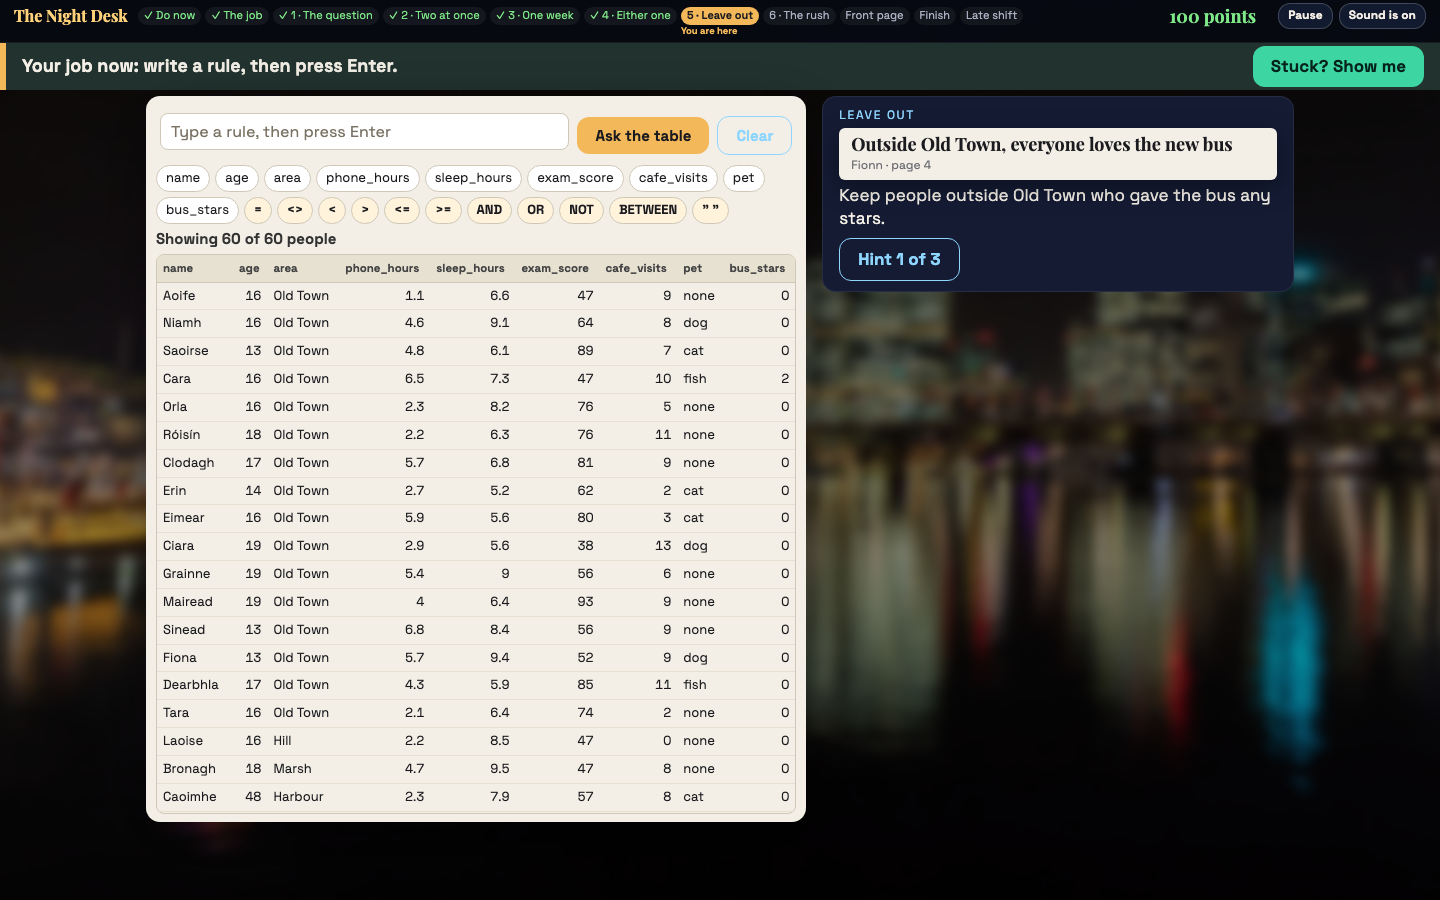 The Night Desk ✓ Do now ✓ The job ✓ 1 · The question ✓ 2 · Two at once ✓ 3 · One week ✓ 4 · Either one 5 · Leave out 6 · The rush Front page Finish Late shift 100 points Pause Sound is on
You are here
Your job now: write a rule, then press Enter. Stuck? Show me
Type a rule, then press Enter Ask the table Clear
name age area phone_hours sleep_hours exam_score cafe_visits pet
bus_stars = <> < > <= >= AND OR NOT BETWEEN " "
Showing 60 of 60 people
name age area phone_hours sleep_hours exam_score cafe_visits pet bus_stars
Aoife 16 Old Town 1.1 6.6 47 9 none 0
Niamh 16 Old Town 4.6 9.1 64 8 dog 0
Saoirse 13 Old Town 4.8 6.1 89 7 cat 0
Cara 16 Old Town 6.5 7.3 47 10 fish 2
Orla 16 Old Town 2.3 8.2 76 5 none 0
Róisín 18 Old Town 2.2 6.3 76 11 none 0
Clodagh 17 Old Town 5.7 6.8 81 9 none 0
Erin 14 Old Town 2.7 5.2 62 2 cat 0
Eimear 16 Old Town 5.9 5.6 80 3 cat 0
Ciara 19 Old Town 2.9 5.6 38 13 dog 0
Grainne 19 Old Town 5.4 9 56 6 none 0
Mairead 19 Old Town 4 6.4 93 9 none 0
Sinead 13 Old Town 6.8 8.4 56 9 none 0
Fiona 13 Old Town 5.7 9.4 52 9 dog 0
Dearbhla 17 Old Town 4.3 5.9 85 11 fish 0
Tara 16 Old Town 2.1 6.4 74 2 none 0
Laoise 16 Hill 2.2 8.5 47 0 none 0
Bronagh 18 Marsh 4.7 9.5 47 8 none 0
Caoimhe 48 Harbour 2.3 7.9 57 8 cat 0
LEAVE OUT
Outside Old Town, everyone loves the new bus
Fionn · page 4
Keep people outside Old Town who gave the bus any
stars.
Hint 1 of 3